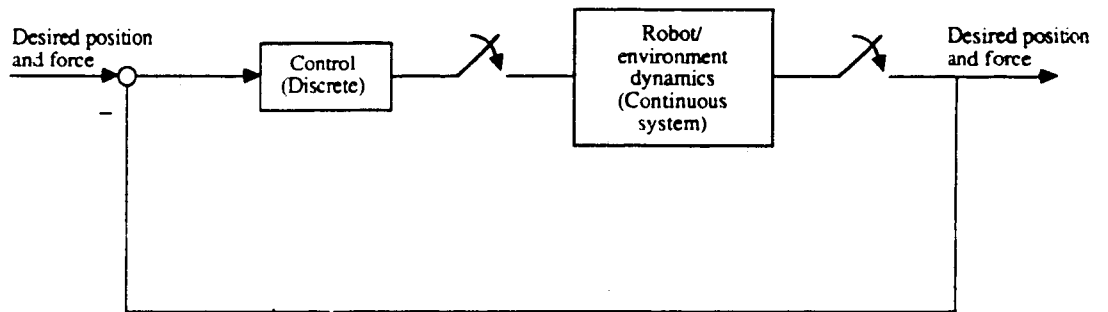 Desired position
and force
Control
(Discrete)
Robot/
environment
dynamics
(Continuous
system)
Desired position
and force
–